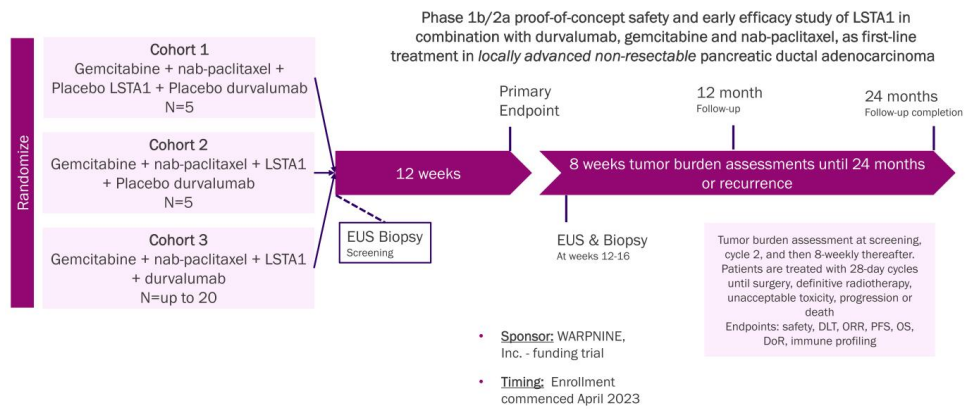 Phase 1b/2a proof-of-concept safety and early efficacy study of LSTA1 in
combination with durvalumab, gemcitabine and nab-paclitaxel, as first-line
treatment in locally advanced non-resectable pancreatic ductal adenocarcinoma
Randomize
Cohort 1
Gemcitabine + nab-paclitaxel +
Placebo LSTA1 + Placebo durvalumab
N=5
Cohort 2
Gemcitabine + nab-paclitaxel + LSTA1
+ Placebo durvalumab
N=5
Cohort 3
Gemcitabine + nab-paclitaxel + LSTA1
+ durvalumab
N=up to 20
Primary
Endpoint
12 month
Follow-up
24 months
Follow-up completion
12 weeks
8 weeks tumor burden assessments until 24 months
or recurrence
EUS Biopsy
Screening
EUS & Biopsy
At weeks 12-16
Tumor burden assessment at screening,
cycle 2, and then 8-weekly thereafter.
Patients are treated with 28-day cycles
until surgery, definitive radiotherapy,
unacceptable toxicity, progression or
death
Endpoints: safety, DLT, ORR, PFS, OS,
DoR, immune profiling
• Sponsor: WARPNINE,
Inc. - funding trial
• Timing: Enrollment
commenced April 2023